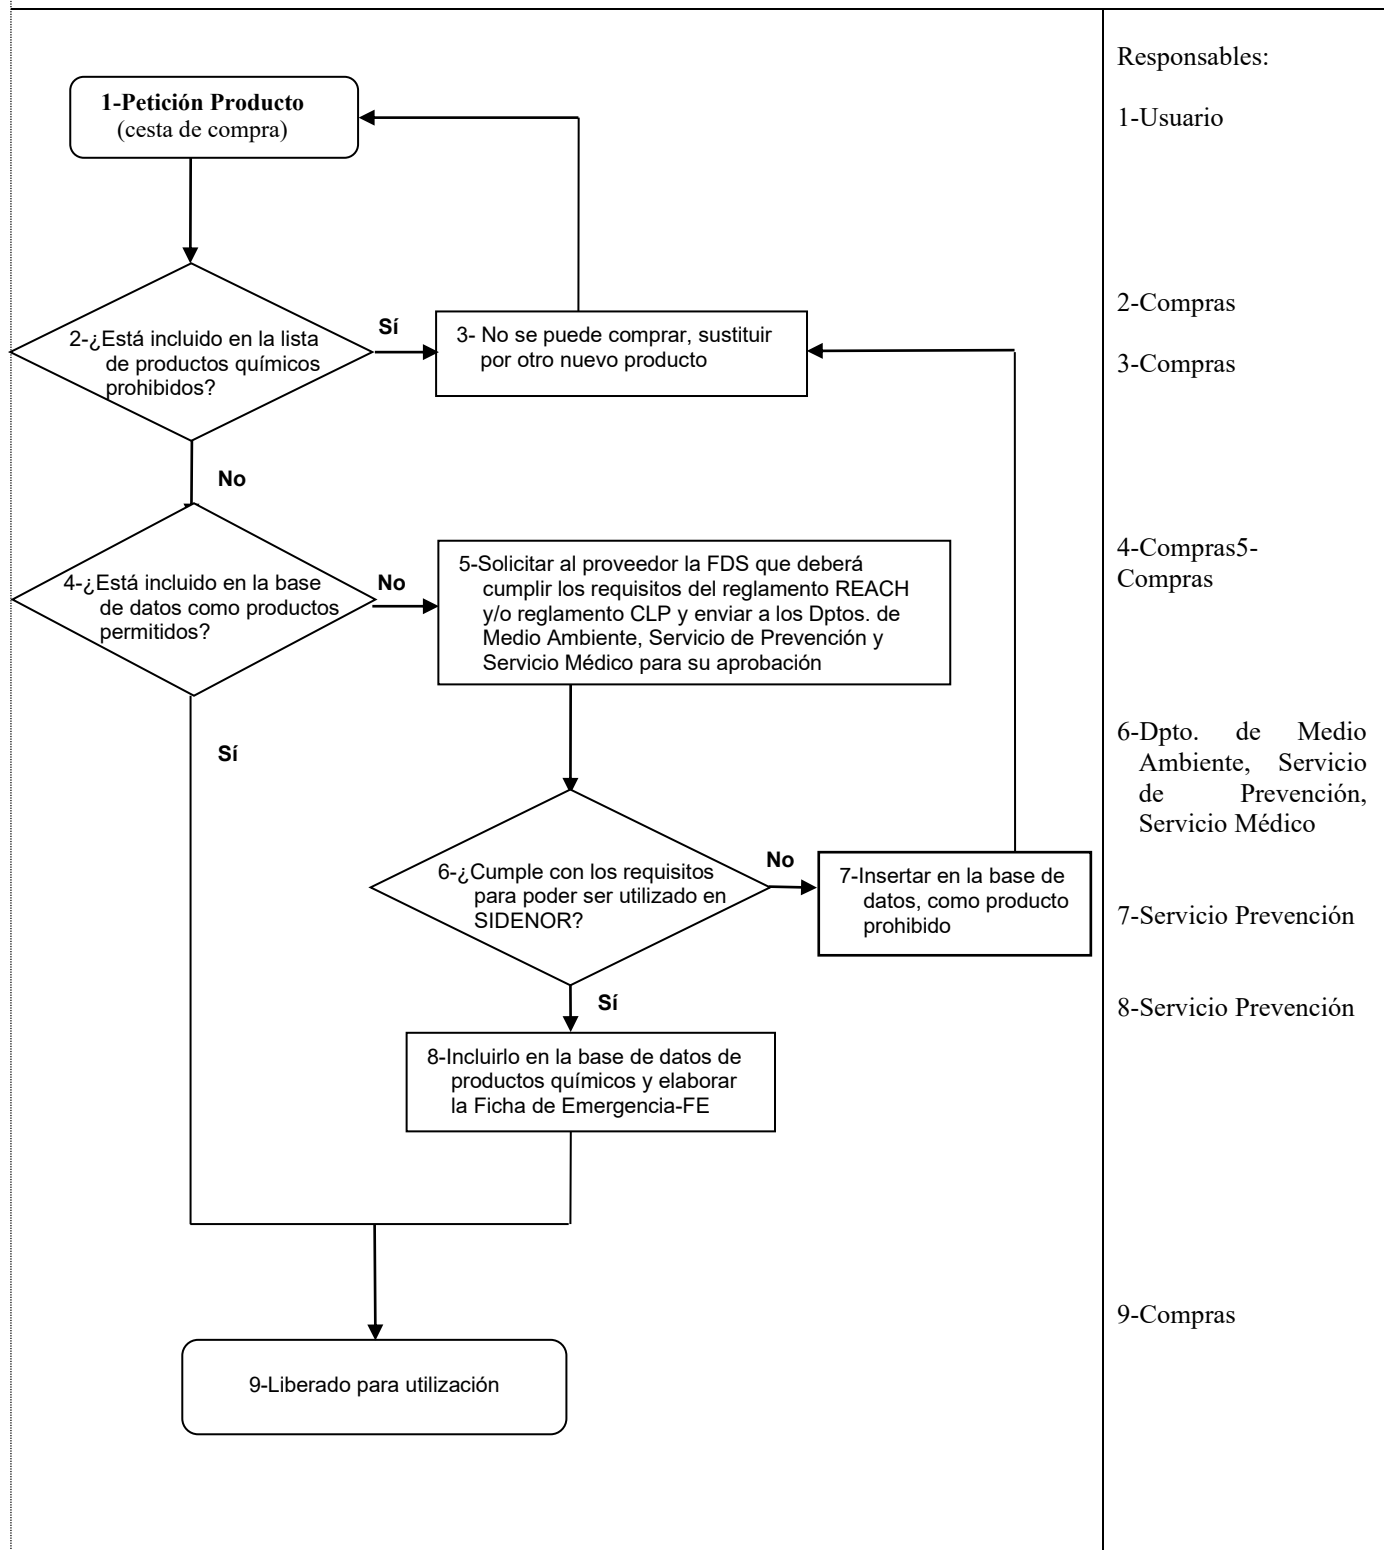 1-Petición Producto
(cesta de compra)
2-¿Está incluido en la lista
de productos químicos
prohibidos?
Sí
3- No se puede comprar, sustituir
por otro nuevo producto
No
4-¿Está incluido en la base
de datos como productos
permitidos?
No
5-Solicitar al proveedor la FDS que deberá
cumplir los requisitos del reglamento REACH
y/o reglamento CLP y enviar a los Dptos. de
Medio Ambiente, Servicio de Prevención y
Servicio Médico para su aprobación
Sí
6-¿Cumple con los requisitos
para poder ser utilizado en
SIDENOR?
No
7-Insertar en la base de
datos, como producto
prohibido
Sí
8-Incluirlo en la base de datos de
productos químicos y elaborar
la Ficha de Emergencia-FE
9-Liberado para utilización
Responsables:
1-Usuario
2-Compras
3-Compras
4-Compras5-
Compras
6-Dpto. de Medio
Ambiente, Servicio
de Prevención,
Servicio Médico
7-Servicio Prevención
8-Servicio Prevención
9-Compras